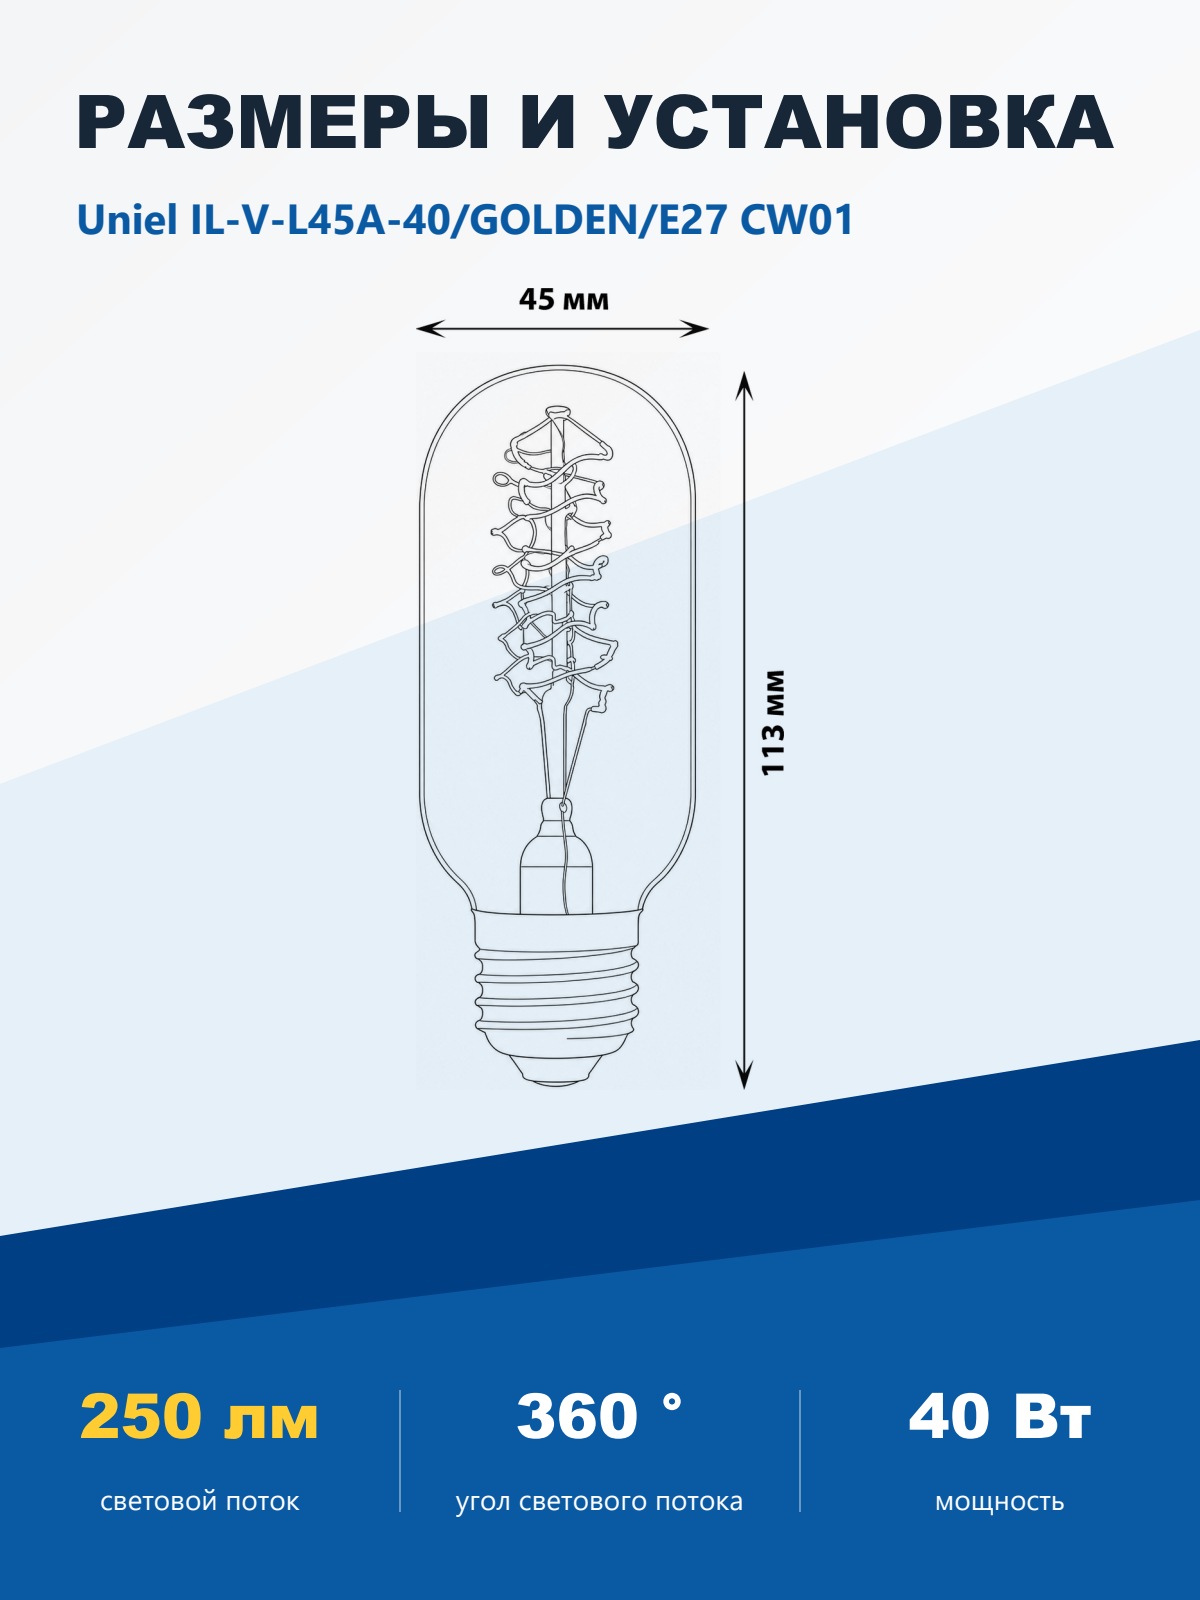 РАЗМЕРЫ И УСТАНОВКА
Uniel IL-V-L45A-40/GOLDEN/E27 CW01
45 мм
113 мм
250 лм
световой поток
360 °
угол светового потока
40 Вт
мощность